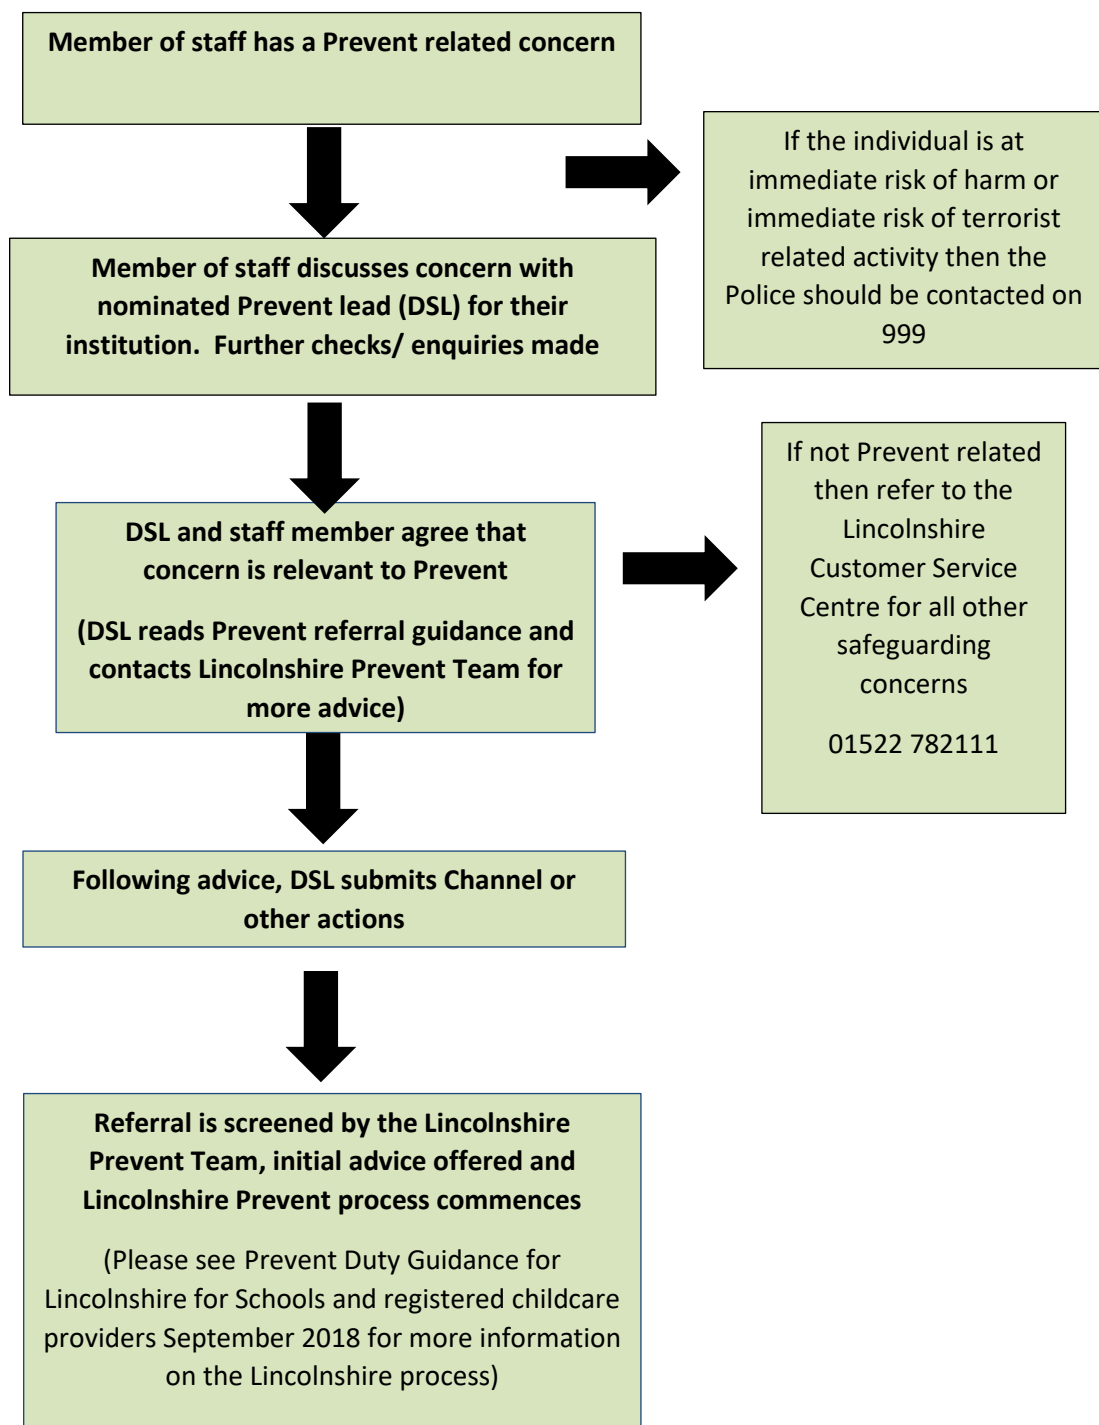 Member of staff has a Prevent related concern
If the individual is at
immediate risk of harm or
immediate risk of terrorist
related activity then the
Police should be contacted on
999
Member of staff discusses concern with
nominated Prevent lead (DSL) for their
institution.  Further checks/ enquiries made
If not Prevent related
then refer to the
Lincolnshire
Customer Service
Centre for all other
safeguarding
concerns
01522 782111
DSL and staff member agree that
concern is relevant to Prevent
(DSL reads Prevent referral guidance and
contacts Lincolnshire Prevent Team for
more advice)
Following advice, DSL submits Channel or
other actions
Referral is screened by the Lincolnshire
Prevent Team, initial advice offered and
Lincolnshire Prevent process commences
(Please see Prevent Duty Guidance for
Lincolnshire for Schools and registered childcare
providers September 2018 for more information
on the Lincolnshire process)